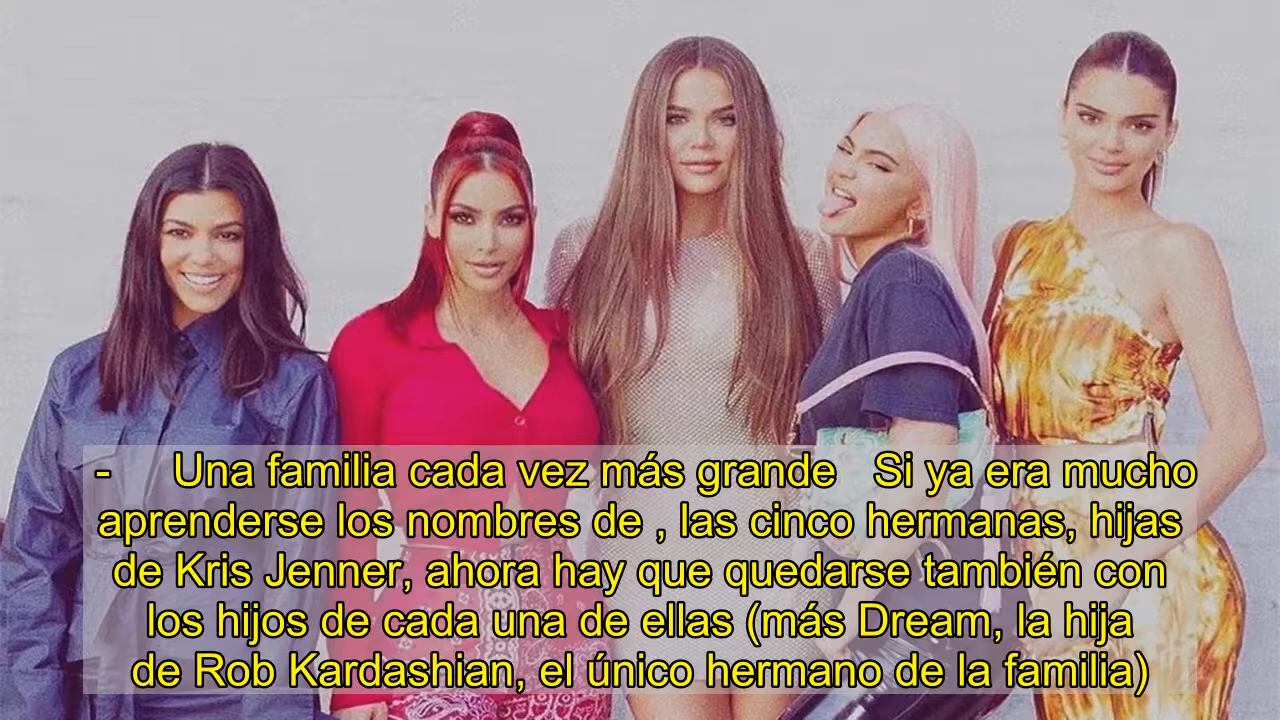 - Una familia cada vez más grande Si ya era mucho
aprenderse los nombres de , las cinco hermanas, hijas
de Kris Jenner, ahora hay que quedarse también con
los hijos de cada una de ellas (más Dream, la hija
de Rob Kardashian, el único hermano de la familia)